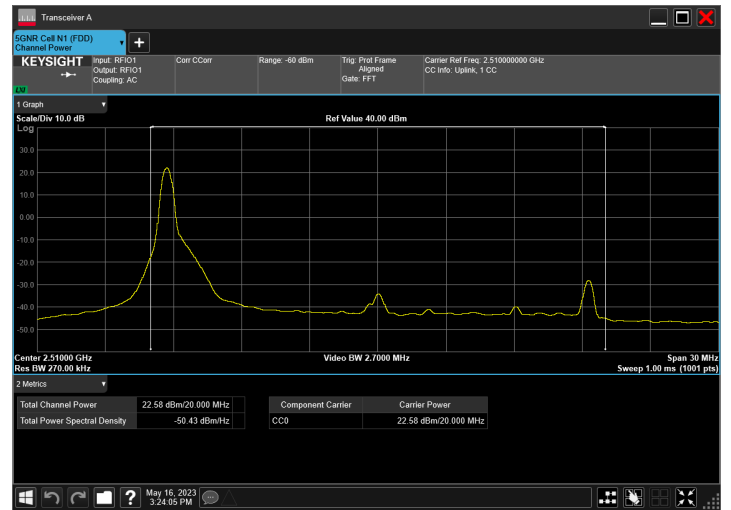 Transceiver A
5GNR Cell N1 (FDD)
Channel Power
KEYSIGHT
Input: RFIO1
Output: RFIO1
Coupling: AC
Corr CCorr
Range: -60 dBm
Trig: Prot Frame
Aligned
Gate: FFT
Carrier Ref Freq: 2.510000000 GHz
CC Info: Uplink, 1 CC
LXI
1 Graph
Scale/Div 10.0 dB
Ref Value 40.00 dBm
Log
30.0
20.0
10.0
0.00
-10.0
-20.0
-30.0
-40.0
-50.0
Center 2.51000 GHz
Video BW 2.7000 MHz
Span 30 MHz
Res BW 270.00 kHz
Sweep 1.00 ms (1001 pts)
2 Metrics
Total Channel Power 22.58 dBm/20.000 MHz
Total Power Spectral Density -50.43 dBm/Hz
Component Carrier Carrier Power
CC0 22.58 dBm/20.000 MHz
?
May 16, 2023
3:24:05 PM